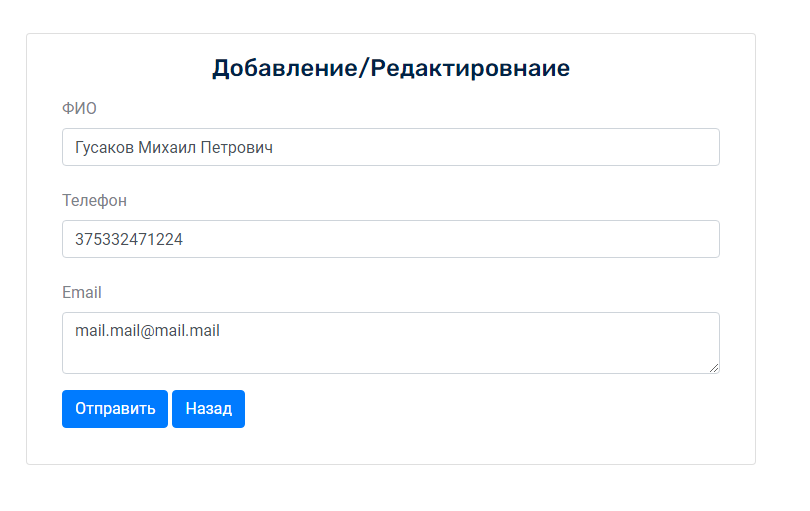 Добавление/Редактировнаие
ФИО
Гусаков Михаил Петрович
Телефон
375332471224
Email
mail.mail@mail.mail
Отправить Назад